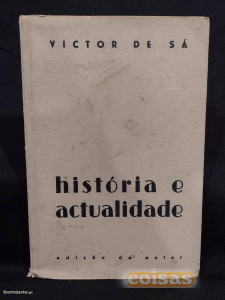 VICTOR DE SÁ
história e
actualidade
edição do autor
coisas